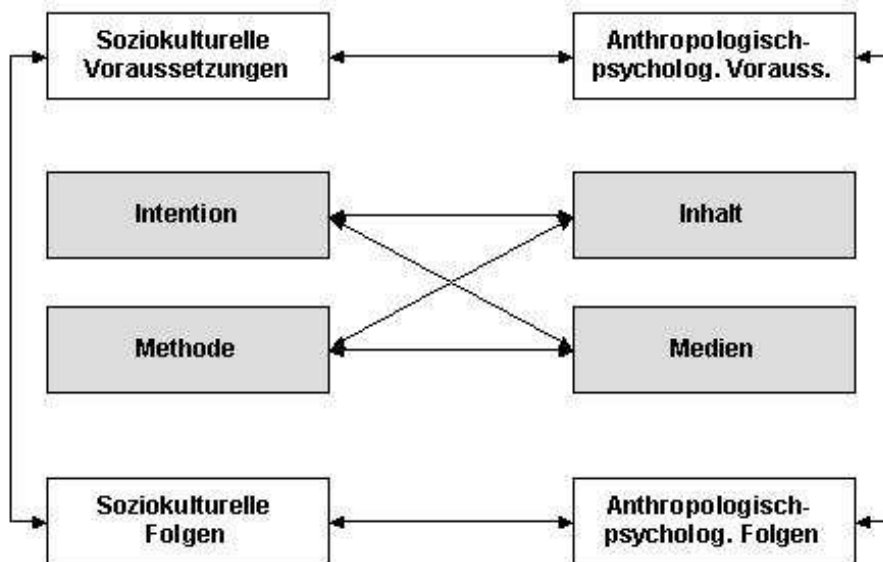 Soziokulturelle
Voraussetzungen
Anthropologisch-
psycholog. Vorauss.
Intention
Inhalt
Methode
Medien
Soziokulturelle
Folgen
Anthropologisch-
psycholog. Folgen